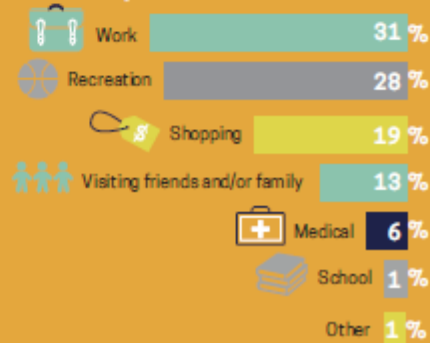 Work 31 %
Recreation 28 %
$ Shopping 19 %
Visiting friends and/or family 13 %
Medical 6 %
School 1 %
Other 1 %